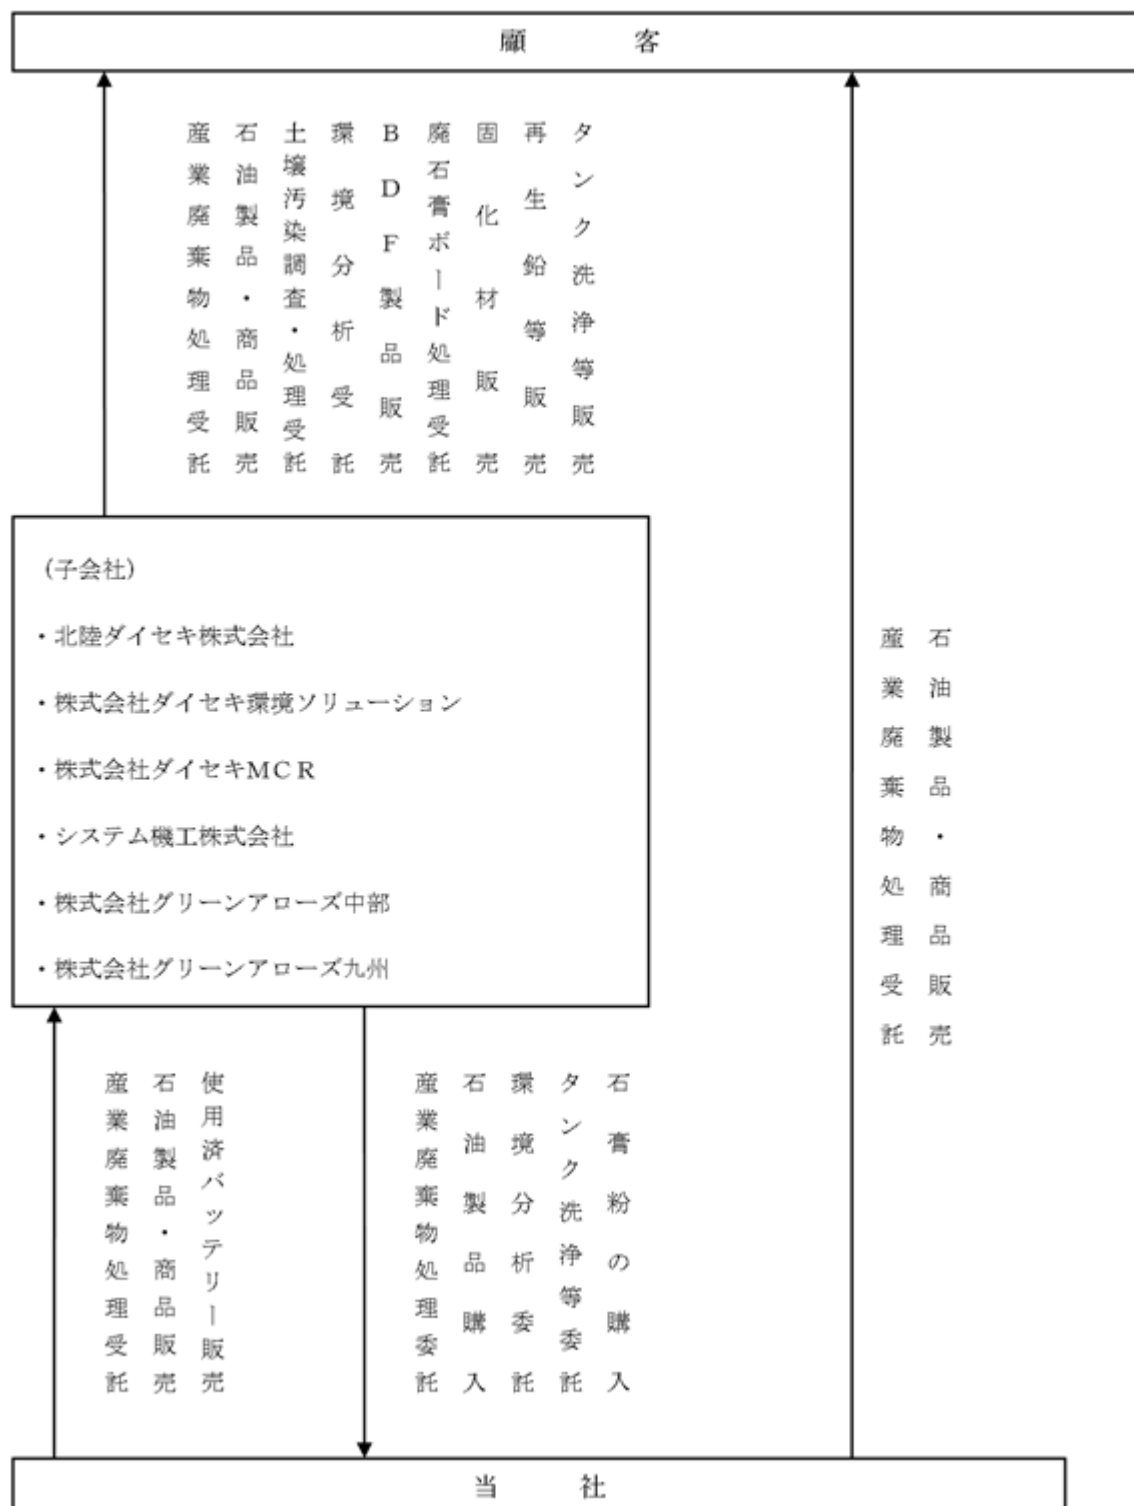 顧客
産業廃棄物処理受託
石油製品・商品販売
土壌汚染調査・処理受託
環境分析受託
BDF製品販売
廃石膏ボード処理受託
固化材販売
再生鉛等販売
タンク洗浄等販売
(子会社)
・北陸ダイセキ株式会社
・株式会社ダイセキ環境ソリューション
・株式会社ダイセキMCR
・システム機工株式会社
・株式会社グリーンアローズ中部
・株式会社グリーンアローズ九州
産業廃棄物処理受託
石油製品・商品販売
産業廃棄物処理受託
石油製品・商品販売
使用済バッテリー販売
産業廃棄物処理委託
石油製品購入
環境分析委託
タンク洗浄等委託
石膏粉の購入
当社